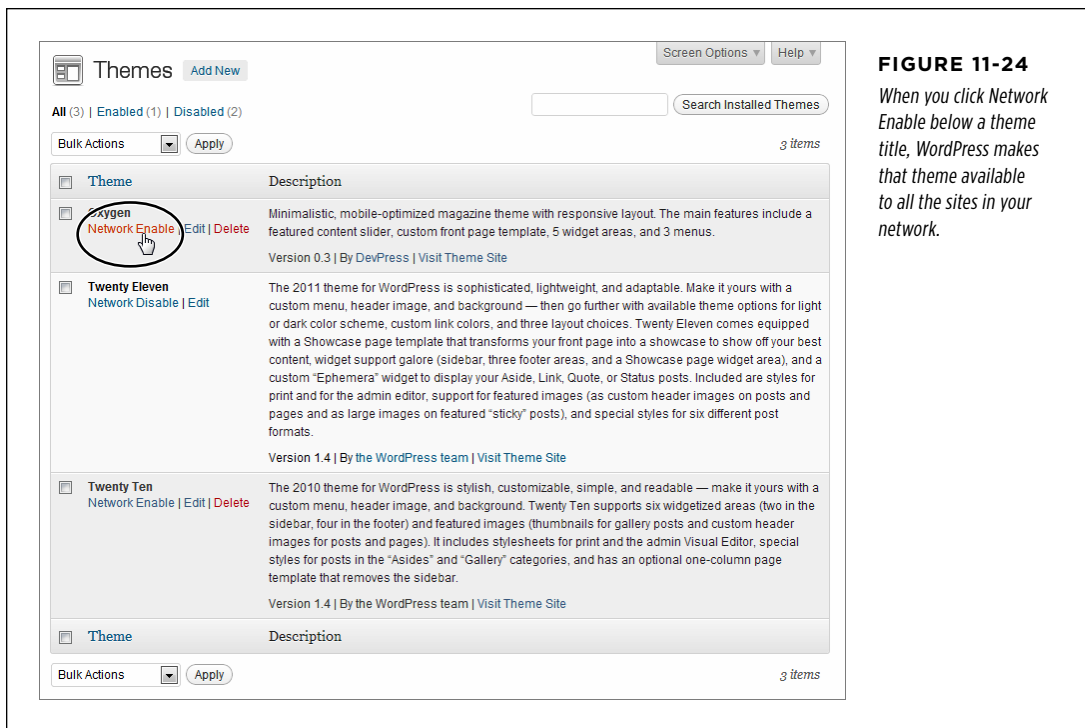 Screen Options Help
Themes Add New
All (3) | Enabled (1) | Disabled (2)
Search Installed Themes
Bulk Actions Apply
3 items
Theme Description
Oxygen
Network Enable | Edit | Delete
Minimalistic, mobile-optimized magazine theme with responsive layout. The main features include a
featured content slider, custom front page template, 5 widget areas, and 3 menus.
Version 0.3 | By DevPress | Visit Theme Site
Twenty Eleven
Network Disable | Edit
The 2011 theme for WordPress is sophisticated, lightweight, and adaptable. Make it yours with a
custom menu, header image, and background — then go further with available theme options for light
or dark color scheme, custom link colors, and three layout choices. Twenty Eleven comes equipped
with a Showcase page template that transforms your front page into a showcase to show off your best
content, widget support galore (sidebar, three footer areas, and a Showcase page widget area), and a
custom “Ephemera” widget to display your Aside, Link, Quote, or Status posts. Included are styles for
print and for the admin editor, support for featured images (as custom header images on posts and
pages and as large images on featured “sticky” posts), and special styles for six different post
formats.
Version 1.4 | By the WordPress team | Visit Theme Site
Twenty Ten
Network Enable | Edit | Delete
The 2010 theme for WordPress is stylish, customizable, simple, and readable — make it yours with a
custom menu, header image, and background. Twenty Ten supports six widgetized areas (two in the
sidebar, four in the footer) and featured images (thumbnails for gallery posts and custom header
images for posts and pages). It includes stylesheets for print and the admin Visual Editor, special
styles for posts in the “Asides” and “Gallery” categories, and has an optional one-column page
template that removes the sidebar.
Version 1.4 | By the WordPress team | Visit Theme Site
Theme Description
Bulk Actions Apply
3 items
FIGURE 11-24
When you click Network
Enable below a theme
title, WordPress makes
that theme available
to all the sites in your
network.